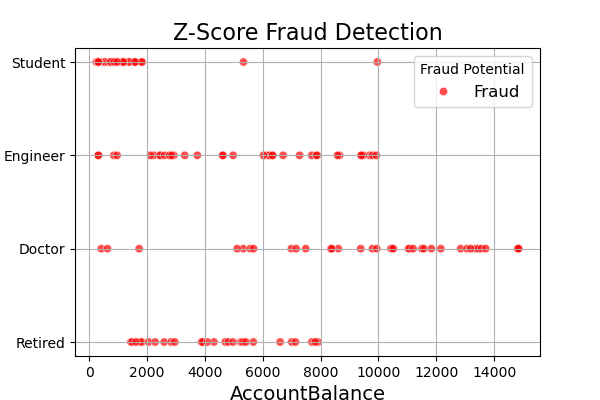 Z-Score Fraud Detection
Student
Engineer
Doctor
Retired
Fraud Potential
Fraud
0 2000 4000 6000 8000 10000 12000 14000
AccountBalance